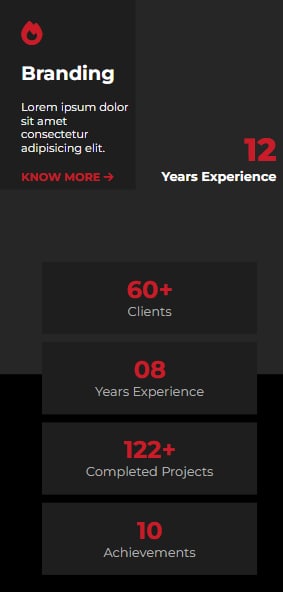 Branding
Lorem ipsum dolor
sit amet
consectetur
adipisicing elit.
KNOW MORE →
12
Years Experience
60+
Clients
08
Years Experience
122+
Completed Projects
10
Achievements